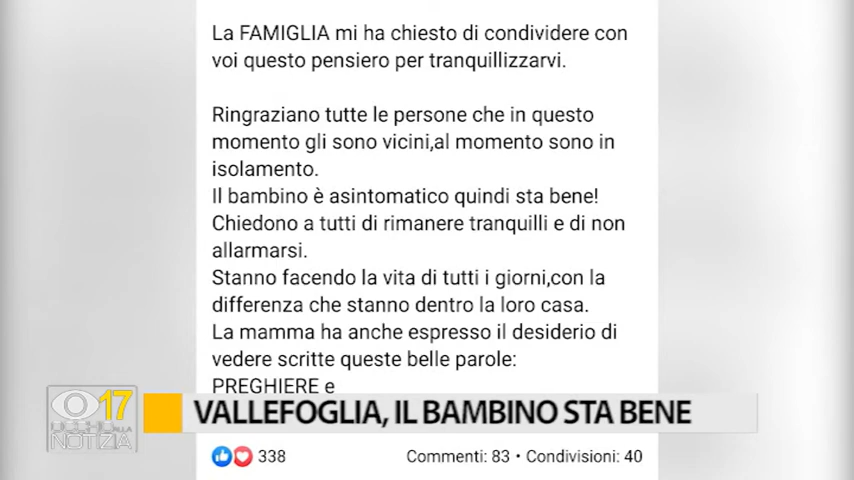 La FAMIGLIA mi ha chiesto di condividere con
voi questo pensiero per tranquillizzarvi.
Ringraziano tutte le persone che in questo
momento gli sono vicini,al momento sono in
isolamento.
Il bambino è asintomatico quindi sta bene!
Chiedono a tutti di rimanere tranquilli e di non
allarmarsi.
Stanno facendo la vita di tutti i giorni,con la
differenza che stanno dentro la loro casa.
La mamma ha anche espresso il desiderio di
vedere scritte queste belle parole:
PREGHIERE e
17
OCCHIO ALLA
NOTIZIA
VALLEFOGLIA, IL BAMBINO STA BENE
338
Commenti: 83 • Condivisioni: 40